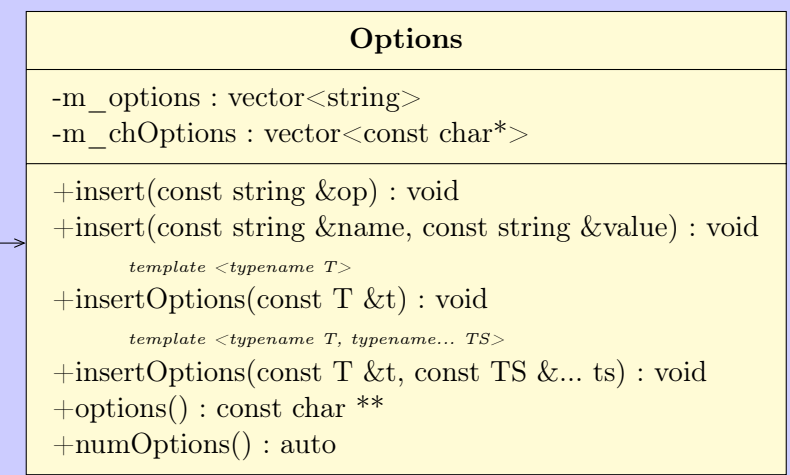 Options
-m_options : vector<string>
-m_chOptions : vector<const char*>
+insert(const string &op) : void
+insert(const string &name, const string &value) : void
template <typename T>
+insertOptions(const T &t) : void
template <typename T, typename... TS>
+insertOptions(const T &t, const TS &... ts) : void
+options() : const char **
+numOptions() : auto